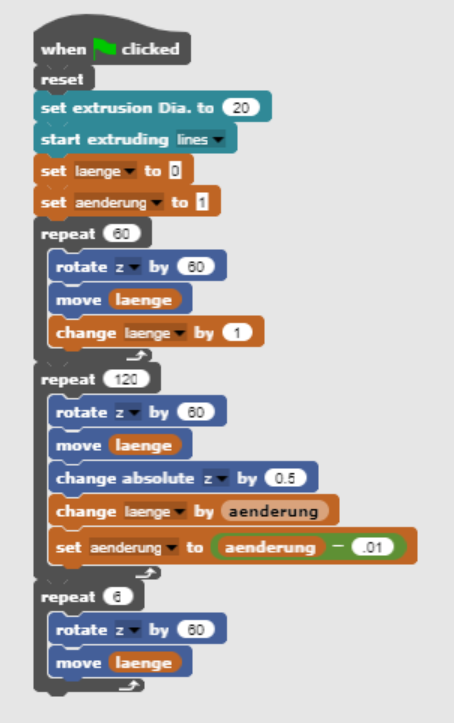 when clicked
reset
set extrusion Dia. to 20
start extruding lines
set laenge to 0
set aenderung to 1
repeat 60
rotate z by 60
move laenge
change laenge by 1
repeat 120
rotate z by 60
move laenge
change absolute z by 0.5
change laenge by aenderung
set aenderung to aenderung − .01
repeat 6
rotate z by 60
move laenge